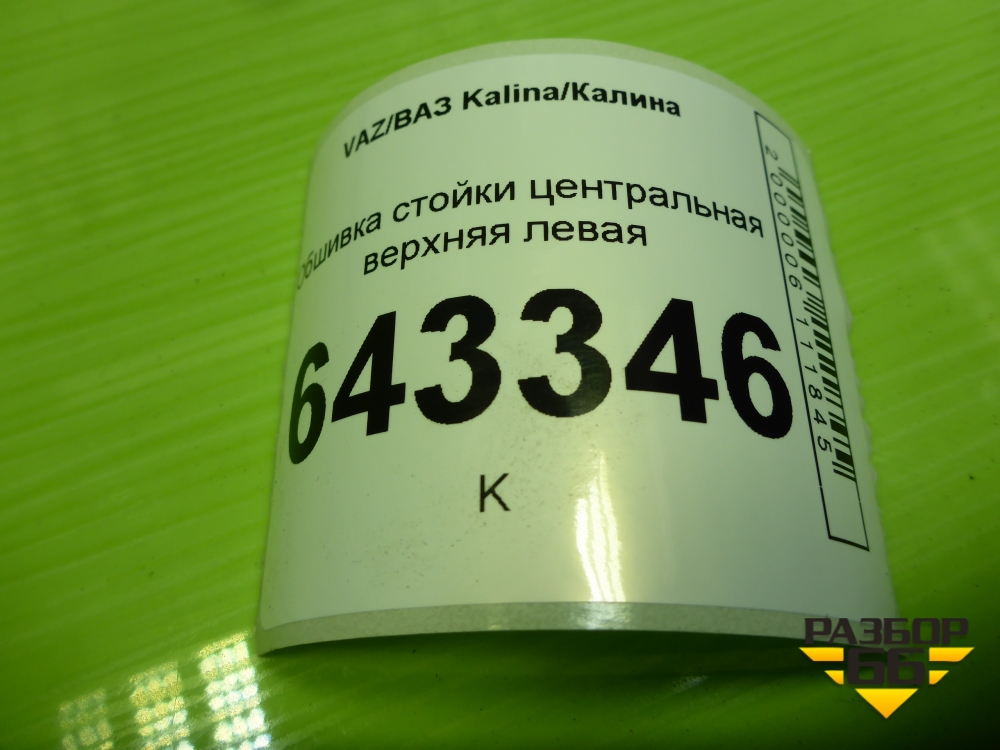 VAZ/ВАЗ Kalina/Калина
Обшивка стойки центральная
верхняя левая
643346
К
2000006111845
РАЗБОР
66